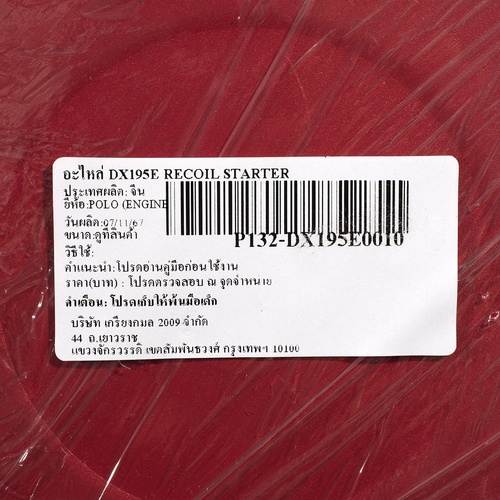 อะไหล่ DX195E RECOIL STARTER
ประเทศผลิต: จีน
ยี่ห้อ:POLO (ENGINE
วันผลิต:07/11/67
ขนาด:ดูที่สินค้า
P132-DX195E0010
วิธีใช้:
คำแนะนำ:โปรดอ่านคู่มือก่อนใช้งาน
ราคา(บาท) : โปรดตรวจสอบ ณ จุดจำหน่าย
คำเตือน: โปรดเก็บให้พ้นมือเด็ก
บริษัท เกรียงกมล 2009 จำกัด
44 ถ.เยาวราช
แขวงจักรวรรดิ เขตสัมพันธวงศ์ กรุงเทพฯ 10100